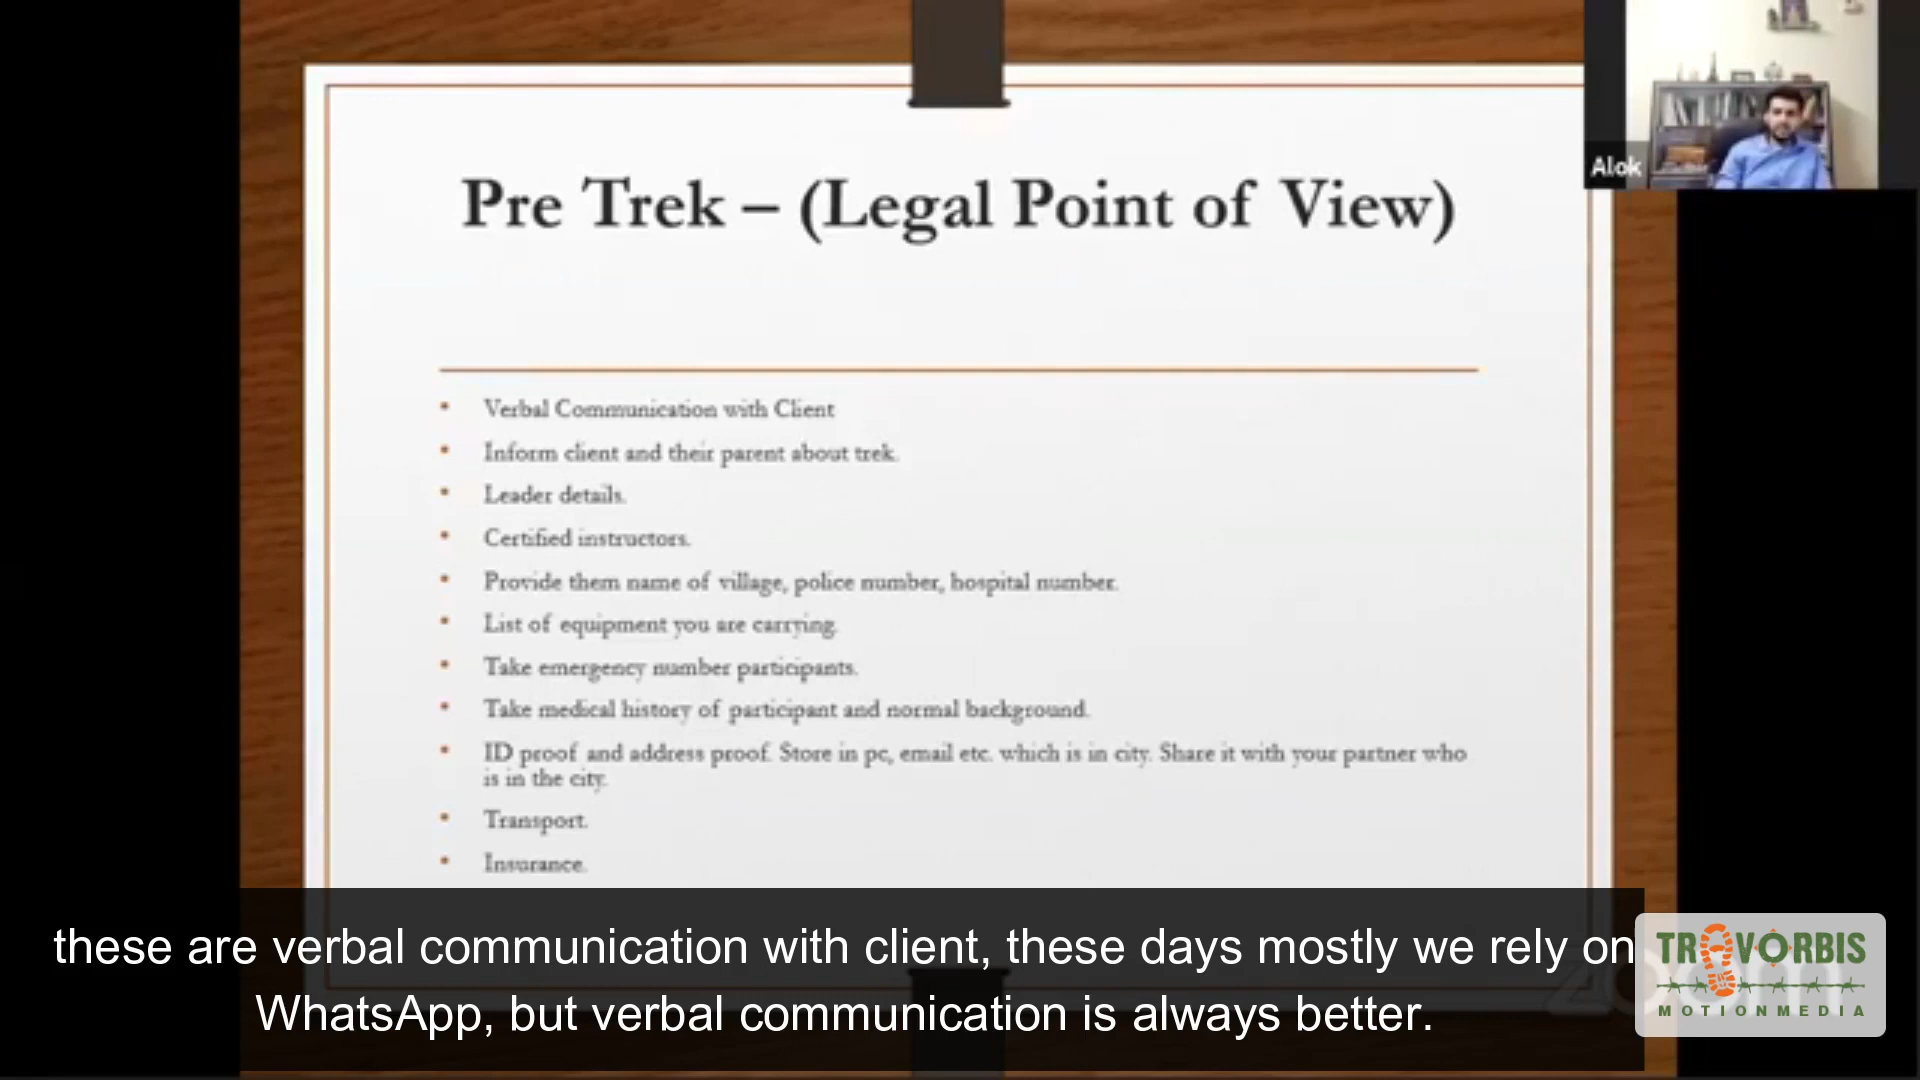 Alok
Pre Trek – (Legal Point of View)
• Verbal Communication with Client
• Inform client and their parent about trek.
• Leader details.
• Certified instructors.
• Provide them name of village, police number, hospital number.
• List of equipment you are carrying.
• Take emergency number participants.
• Take medical history of participant and normal background.
• ID proof and address proof. Store in pc, email etc. which is in city. Share it with your partner who
is in the city.
• Transport.
• Insurance.
these are verbal communication with client, these days mostly we rely on
WhatsApp, but verbal communication is always better.
zoom
TRAVORBIS
MOTIONMEDIA